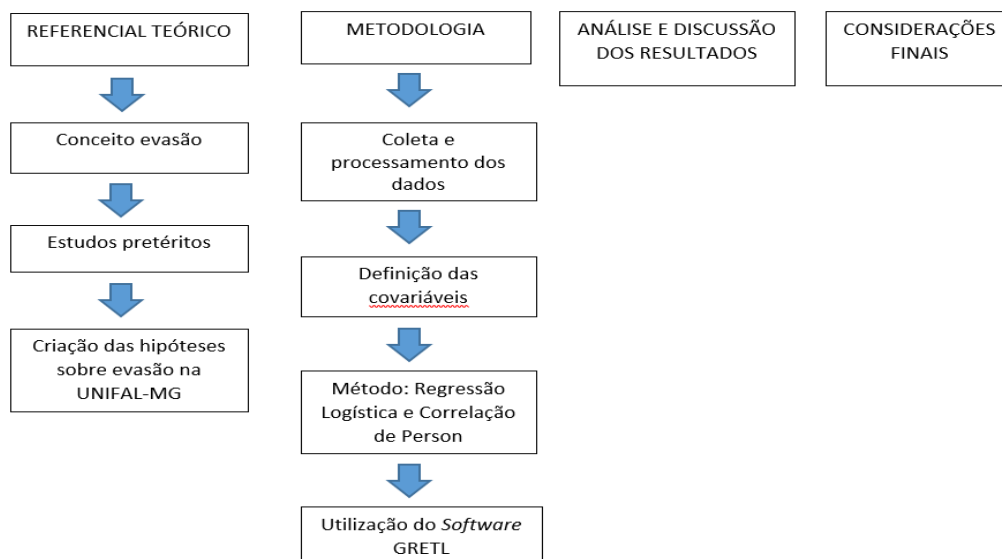 REFERENCIAL TEÓRICO
Conceito evasão
Estudos pretéritos
Criação das hipóteses
sobre evasão na
UNIFAL-MG
METODOLOGIA
Coleta e
processamento dos
dados
Definição das
covariáveis
Método: Regressão
Logística e Correlação
de Person
Utilização do Software
GRETL
ANÁLISE E DISCUSSÃO
DOS RESULTADOS
CONSIDERAÇÕES
FINAIS